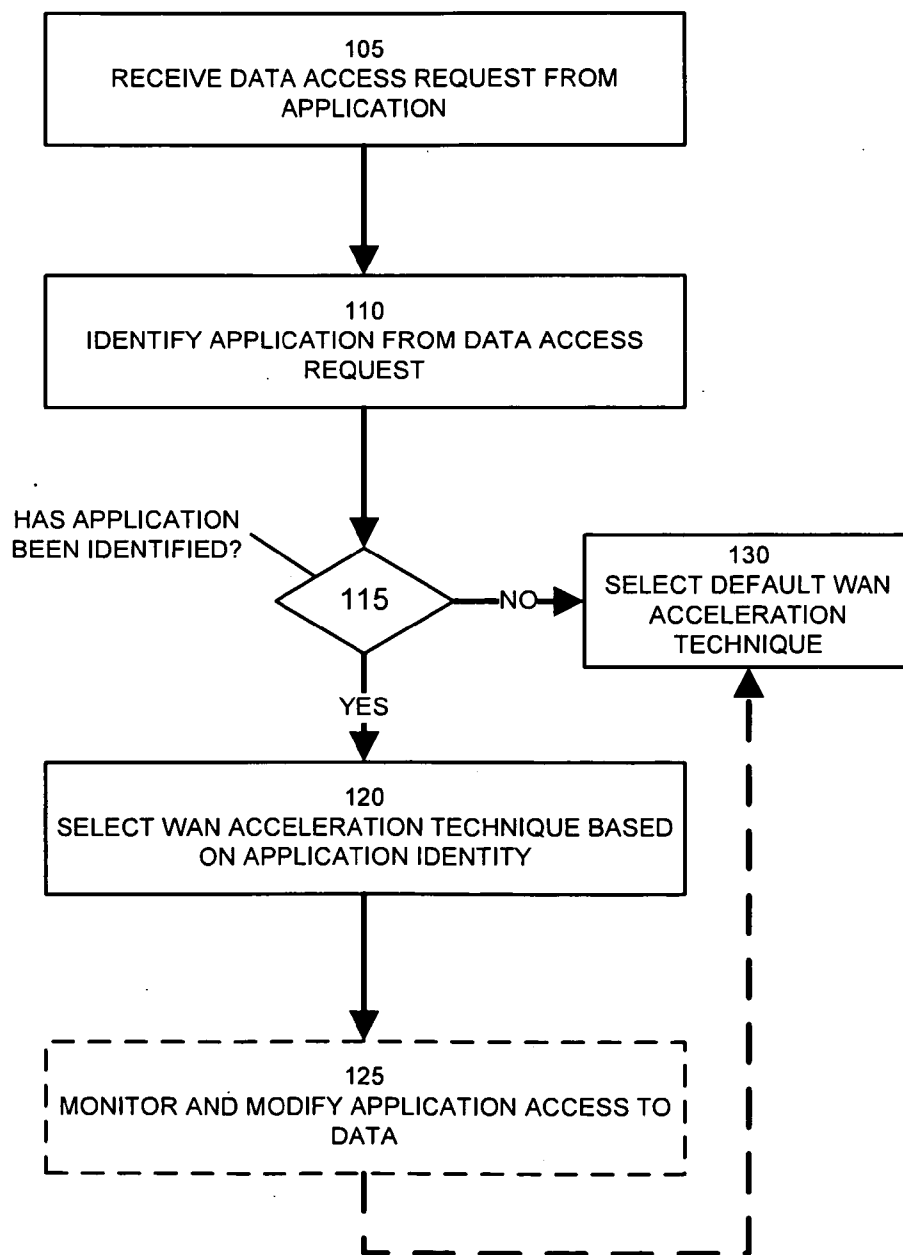 105
RECEIVE DATA ACCESS REQUEST FROM
APPLICATION
110
IDENTIFY APPLICATION FROM DATA ACCESS
REQUEST
HAS APPLICATION
BEEN IDENTIFIED?
115
NO
130
SELECT DEFAULT WAN
ACCELERATION
TECHNIQUE
YES
120
SELECT WAN ACCELERATION TECHNIQUE BASED
ON APPLICATION IDENTITY
125
MONITOR AND MODIFY APPLICATION ACCESS TO
DATA